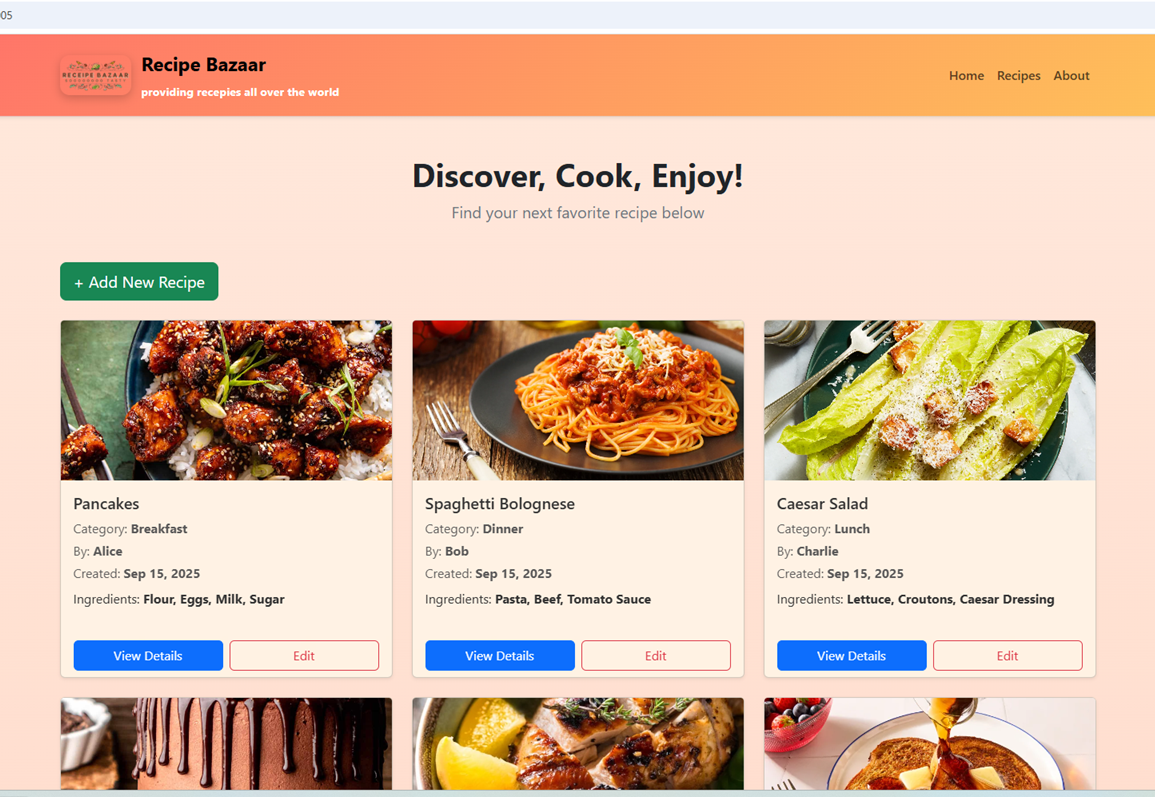 005
RECEIPE BAZAAR
Recipe Bazaar
providing recepies all over the world
Home Recipes About
Discover, Cook, Enjoy!
Find your next favorite recipe below
+ Add New Recipe
Pancakes
Category: Breakfast
By: Alice
Created: Sep 15, 2025
Ingredients: Flour, Eggs, Milk, Sugar
View Details Edit
Spaghetti Bolognese
Category: Dinner
By: Bob
Created: Sep 15, 2025
Ingredients: Pasta, Beef, Tomato Sauce
View Details Edit
Caesar Salad
Category: Lunch
By: Charlie
Created: Sep 15, 2025
Ingredients: Lettuce, Croutons, Caesar Dressing
View Details Edit